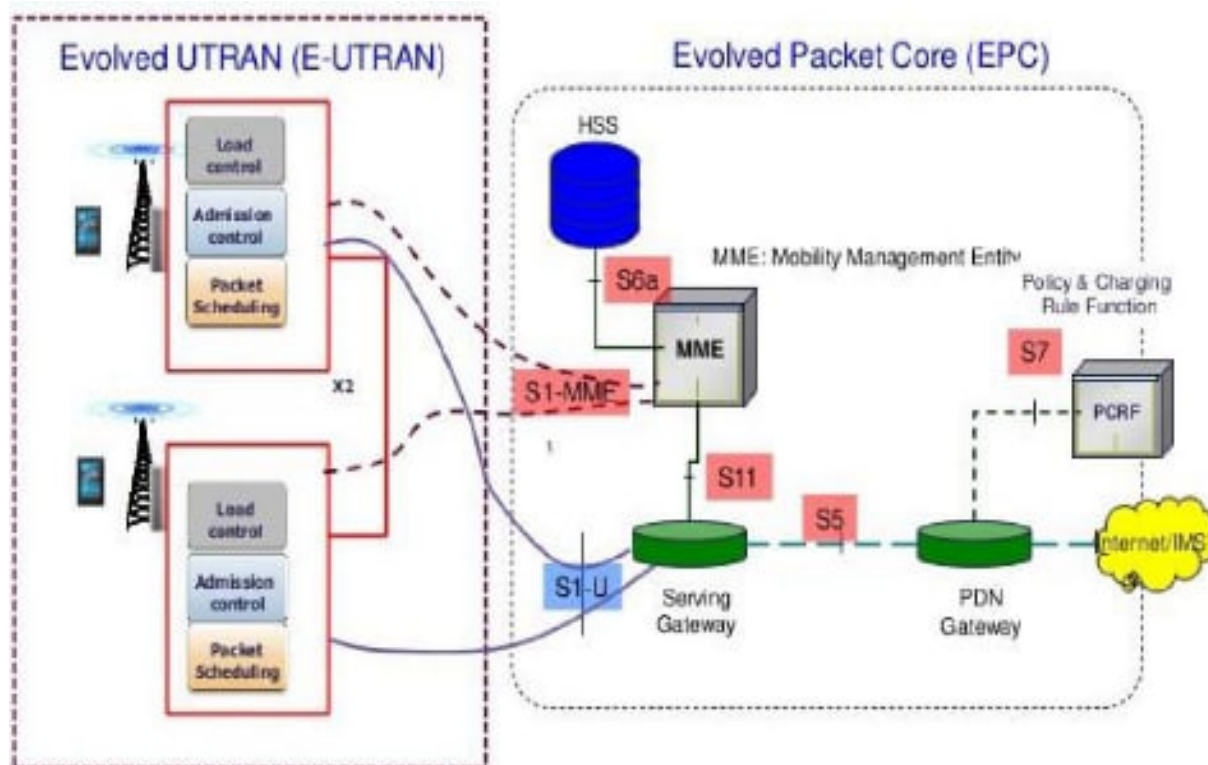 Evolved UTRAN (E-UTRAN)
Load
control
Admission
control
Packet
Scheduling
X2
Load
control
Admission
control
Packet
Scheduling
Evolved Packet Core (EPC)
HSS
MME: Mobility Management Entity
S6a
Policy & Charging
Rule Function
MME
S7
PCRF
S1-MME
1
S11
S5
Internet/IMS
S1-U
Serving
Gateway
PDN
Gateway